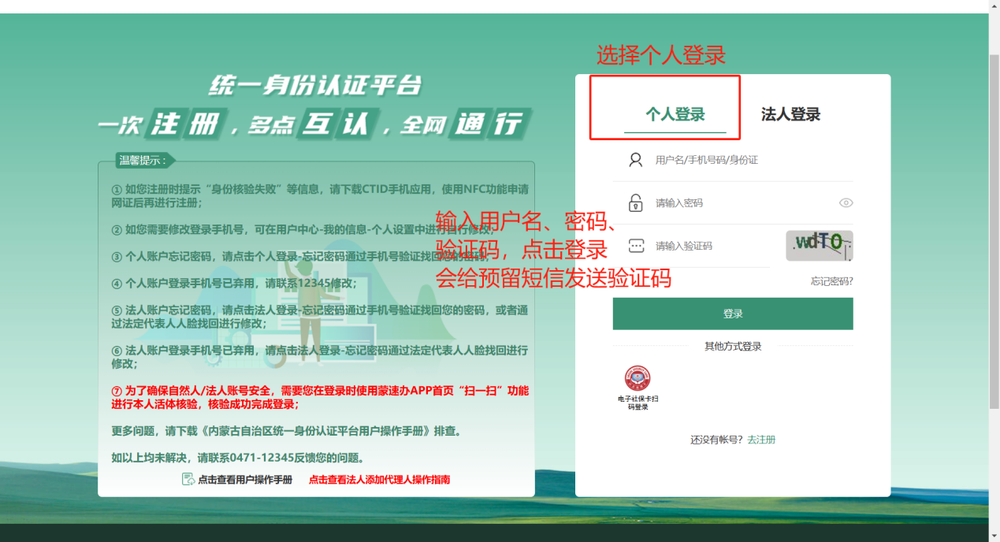 选择个人登录
统一身份认证平台
一次 注 册 ，多点 互 认 ，全网 通 行
温馨提示：
① 如您注册时提示“身份核验失败”等信息，请下载CTID手机应用，使用NFC功能申请
网证后再进行注册；
② 如您需要修改登录手机号，可在用户中心-我的信息-个人设置中进行自行修改；
③ 个人账户忘记密码，请点击个人登录-忘记密码通过手机号验证找回您的密码；
④ 个人账户登录手机号已弃用，请联系12345修改；
⑤ 法人账户忘记密码，请点击法人登录-忘记密码通过手机号验证找回您的密码，或者通
过法定代表人人脸找回进行修改；
⑥ 法人账户登录手机号已弃用，请点击法人登录-忘记密码通过法定代表人人脸找回进行
修改；
⑦ 为了确保自然人/法人账号安全，需要您在登录时使用蒙速办APP首页“扫一扫”功能
进行本人活体核验，核验成功完成登录；
更多问题，请下载《内蒙古自治区统一身份认证平台用户操作手册》排查。
如以上均未解决，请联系0471-12345反馈您的问题。
点击查看用户操作手册 点击查看法人添加代理人操作指南
输入用户名、密码、
验证码，点击登录
会给预留短信发送验证码
个人登录 法人登录
用户名/手机号码/身份证
请输入密码
请输入验证码 wdTO
忘记密码?
登录
其他方式登录
电子社保卡扫
码登录
还没有帐号? 去注册